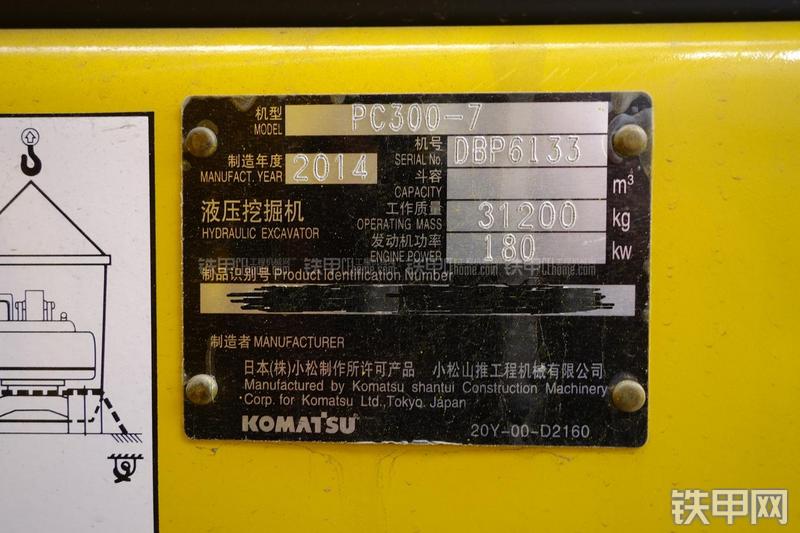 机型 MODEL PC300-7
机号 SERIAL No. DBP6133
制造年度 MANUFACT. YEAR 2014
斗容 CAPACITY m³
工作质量 OPERATING MASS 31200 kg
液压挖掘机
HYDRAULIC EXCAVATOR
发动机功率 ENGINE POWER 180 kw
制品识别号 Product Identification Number
制造者 MANUFACTURER
日本(株)小松制作所许可产品 小松山推工程机械有限公司
Manufactured by Komatsu shantui Construction Machinery
Corp. for Komatsu Ltd.,Tokyo, Japan
KOMATSU
20Y-00-D2160
铁甲网